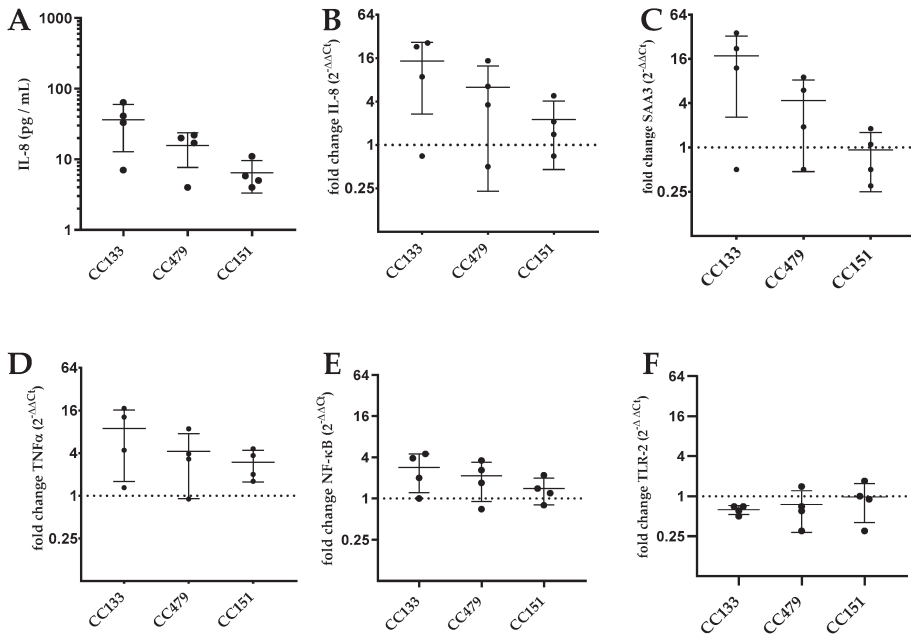 A
IL-8 (pg / mL)
1000
100
10
1
CC133
CC479
CC151
B
fold change IL-8 (2-ΔΔCt)
64
16
4
1
0.25
CC133
CC479
CC151
C
fold change SAA3 (2-ΔΔCt)
64
16
4
1
0.25
CC133
CC479
CC151
D
fold change TNFα (2-ΔΔCt)
64
16
4
1
0.25
CC133
CC479
CC151
E
fold change NF-κB (2-ΔΔCt)
64
16
4
1
0.25
CC133
CC479
CC151
F
fold change TLR-2 (2-Δ ΔCt)
64
16
4
1
0.25
CC133
CC479
CC151